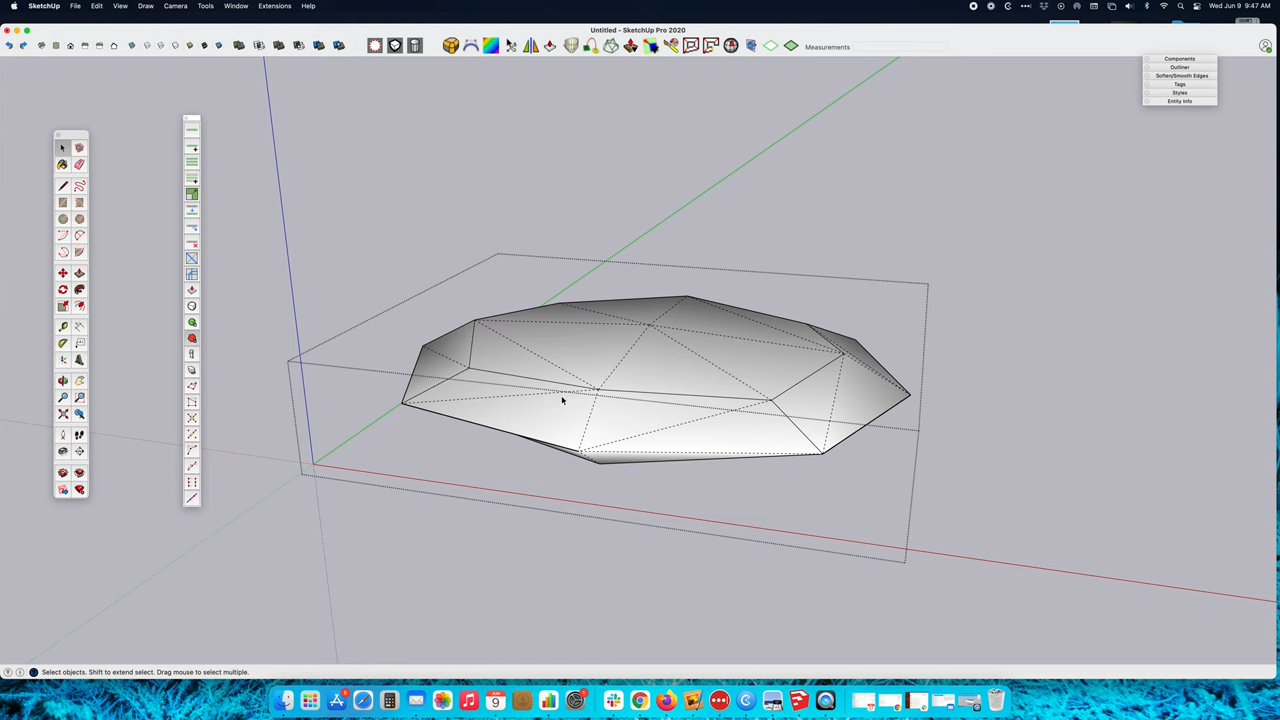 SketchUp File Edit View Draw Camera Tools Window Extensions Help
Wed Jun 9 9:47 AM
Untitled - SketchUp Pro 2020
Measurements
Components
Outliner
Soften/Smooth Edges
Tags
Styles
Entity Info
Select objects. Shift to extend select. Drag mouse to select multiple.
JUN
9